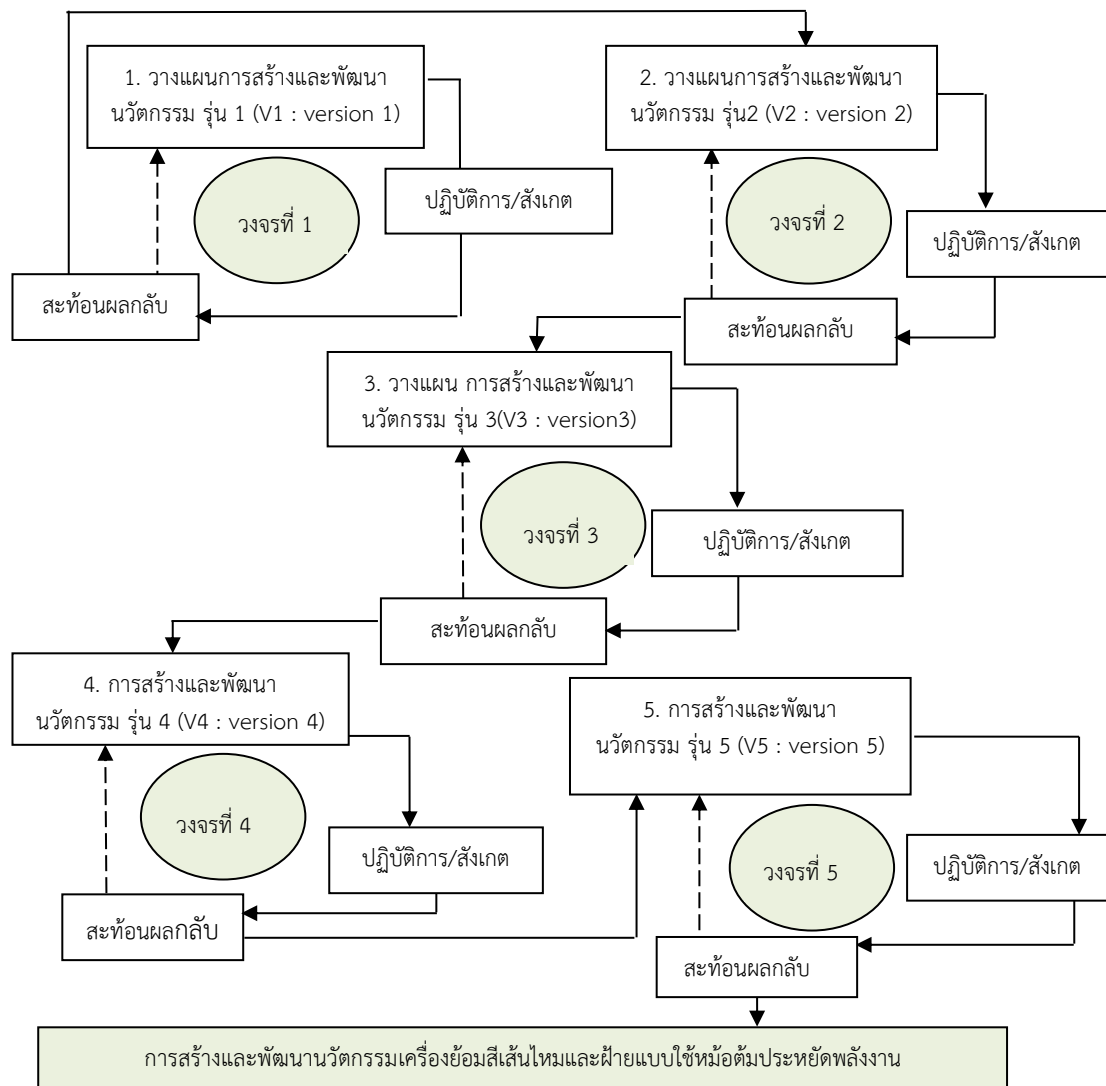 1. วางแผนการสร้างและพัฒนา
นวัตกรรม รุ่น 1 (V1 : version 1)
วงจรที่ 1
ปฏิบัติการ/สังเกต
สะท้อนผลกลับ
2. วางแผนการสร้างและพัฒนา
นวัตกรรม รุ่น2 (V2 : version 2)
วงจรที่ 2
ปฏิบัติการ/สังเกต
สะท้อนผลกลับ
3. วางแผน การสร้างและพัฒนา
นวัตกรรม รุ่น 3(V3 : version3)
วงจรที่ 3
ปฏิบัติการ/สังเกต
สะท้อนผลกลับ
4. การสร้างและพัฒนา
นวัตกรรม รุ่น 4 (V4 : version 4)
วงจรที่ 4
ปฏิบัติการ/สังเกต
สะท้อนผลกลับ
5. การสร้างและพัฒนา
นวัตกรรม รุ่น 5 (V5 : version 5)
วงจรที่ 5
ปฏิบัติการ/สังเกต
สะท้อนผลกลับ
การสร้างและพัฒนานวัตกรรมเครื่องย้อมสีเส้นไหมและฝ้ายแบบใช้หม้อต้มประหยัดพลังงาน